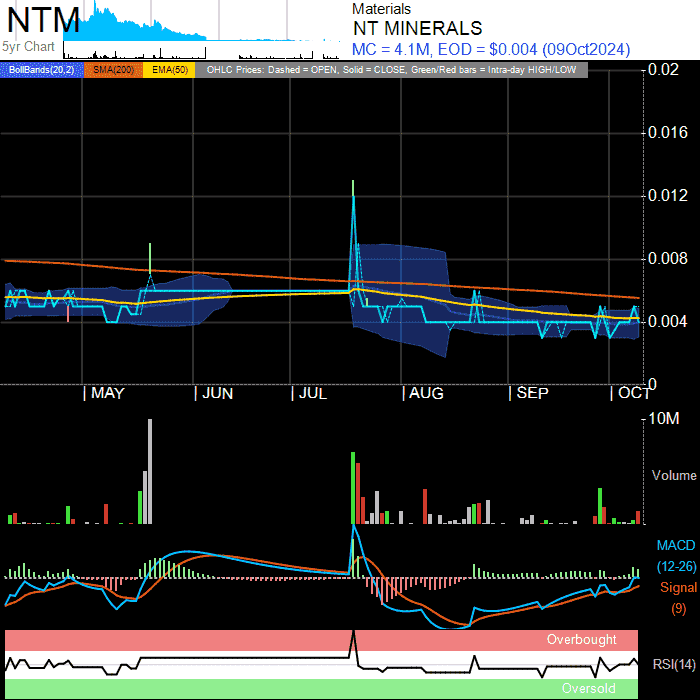 NTM
5yr Chart
Materials
NT MINERALS
MC = 4.1M, EOD = $0.004 (09Oct2024)
BollBands(20,2) SMA(200) EMA(50) OHLC Prices: Dashed = OPEN, Solid = CLOSE, Green/Red bars = Intra-day HIGH/LOW
0.02
0.016
0.012
0.008
0.004
0
MAY JUN JUL AUG SEP OCT
10M
Volume
MACD
(12-26)
Signal
(9)
Overbought
RSI(14)
Oversold